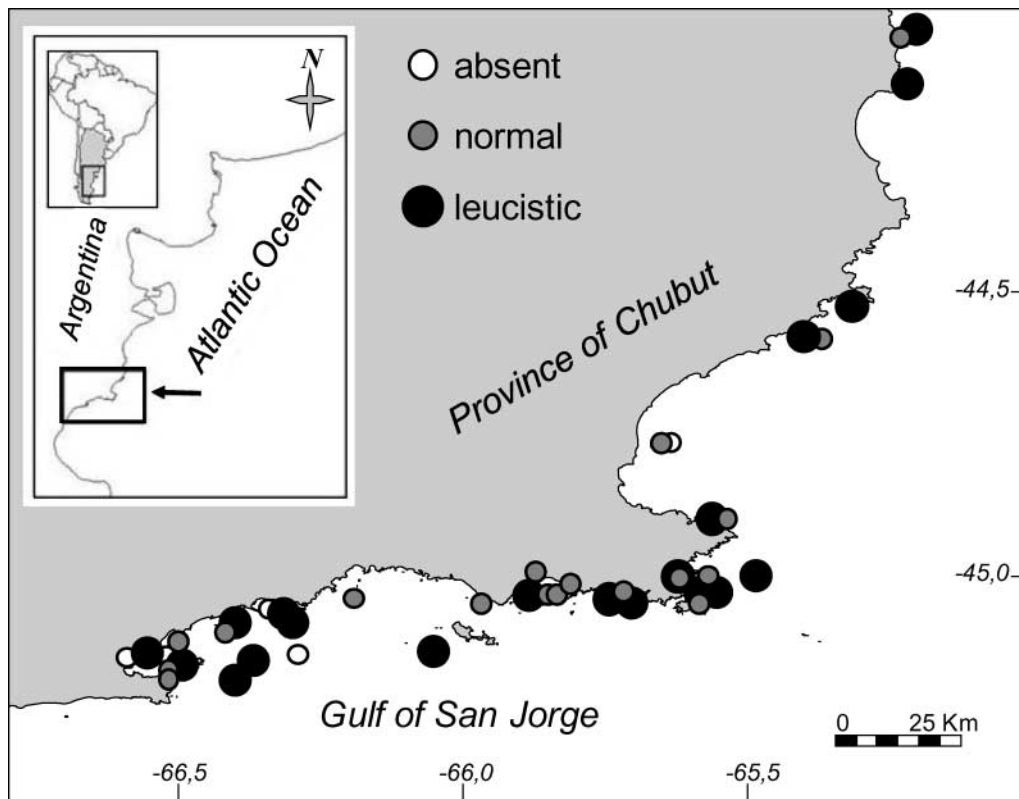 N
Argentina
Atlantic Ocean
absent
normal
leucistic
Province of Chubut
-44,5
-45,0
Gulf of San Jorge
0 25 Km
-66,5 -66,0 -65,5